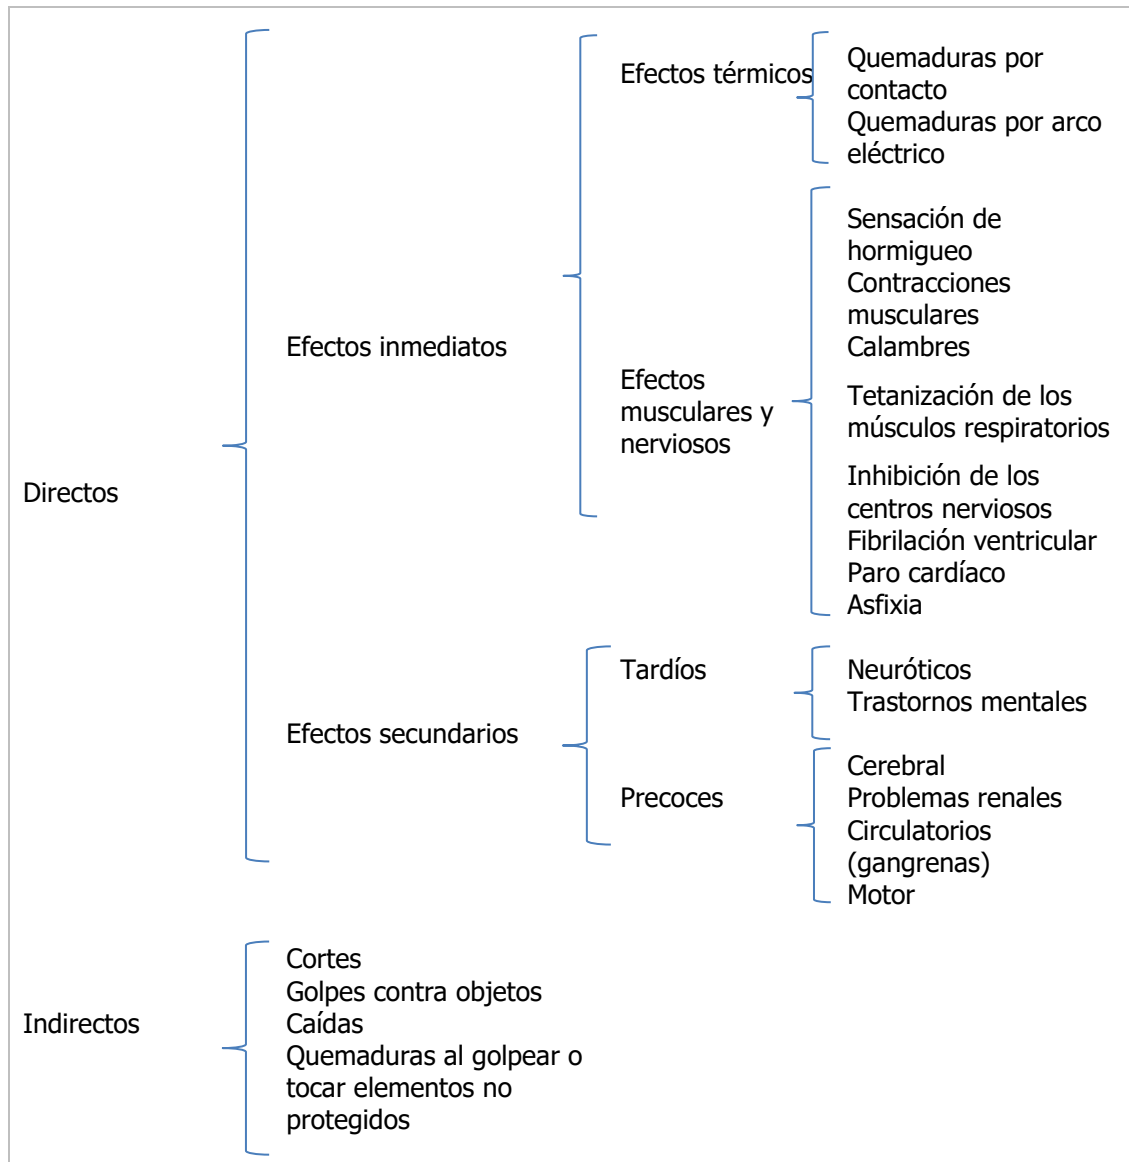 Directos
Efectos inmediatos
Efectos térmicos
Quemaduras por
contacto
Quemaduras por arco
eléctrico
Efectos
musculares y
nerviosos
Sensación de
hormigueo
Contracciones
musculares
Calambres
Tetanización de los
músculos respiratorios
Inhibición de los
centros nerviosos
Fibrilación ventricular
Paro cardíaco
Asfixia
Efectos secundarios
Tardíos
Neuróticos
Trastornos mentales
Precoces
Cerebral
Problemas renales
Circulatorios
(gangrenas)
Motor
Indirectos
Cortes
Golpes contra objetos
Caídas
Quemaduras al golpear o
tocar elementos no
protegidos